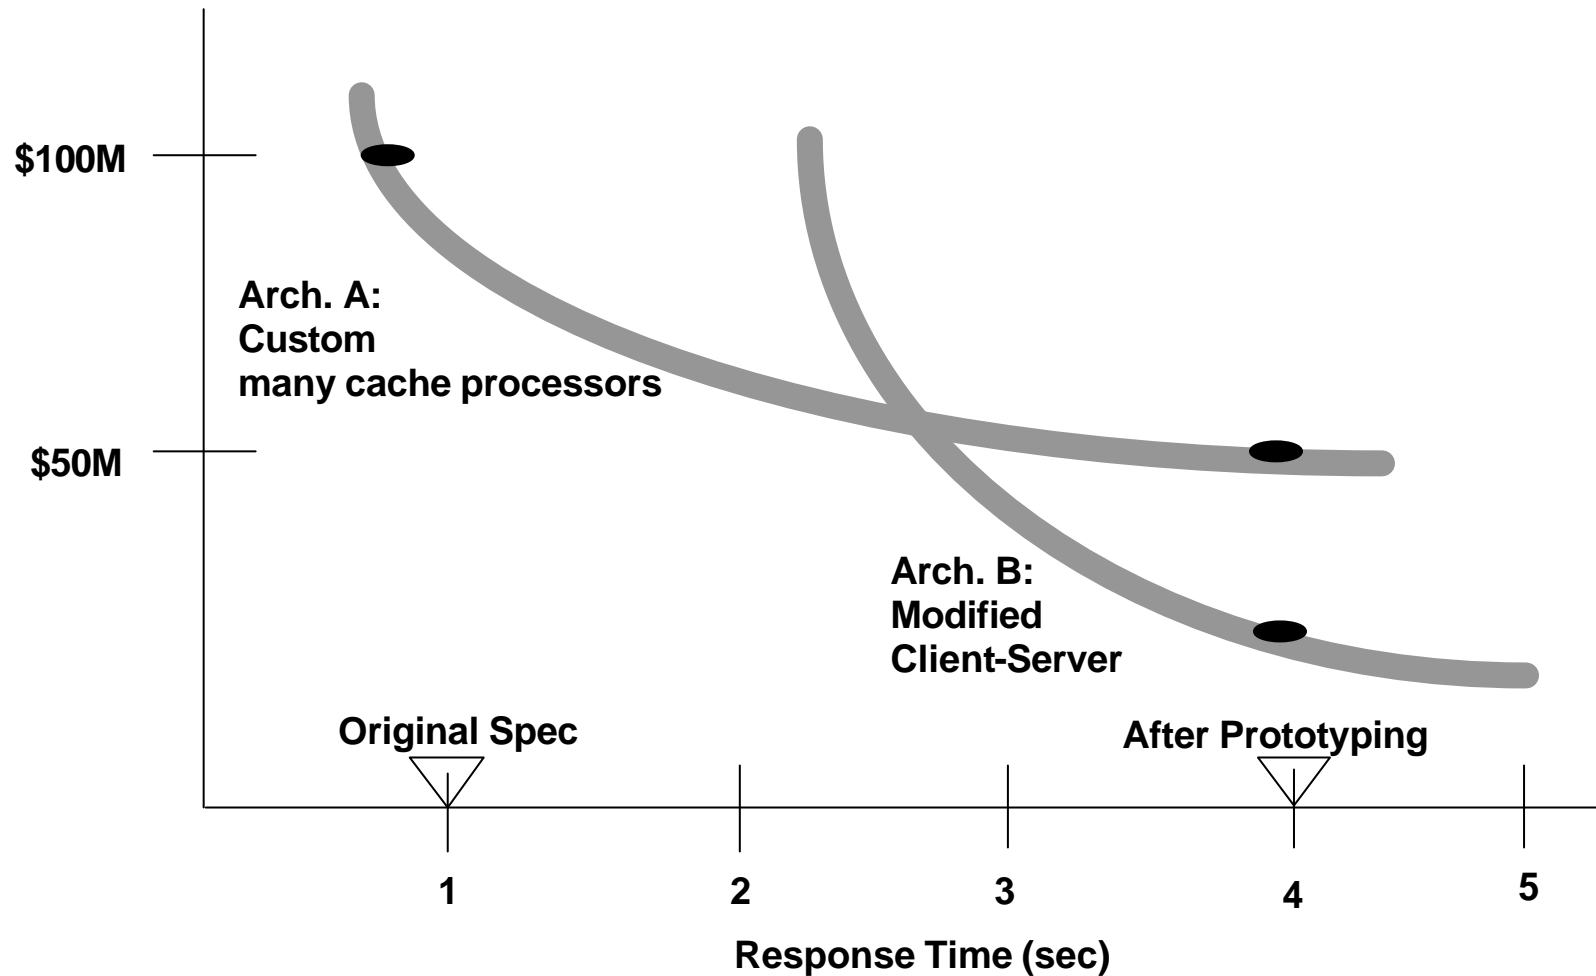 $100M
Arch. A:
Custom
many cache processors
$50M
Arch. B:
Modified
Client-Server
Original Spec
After Prototyping
1
2
3
4
5
Response Time (sec)